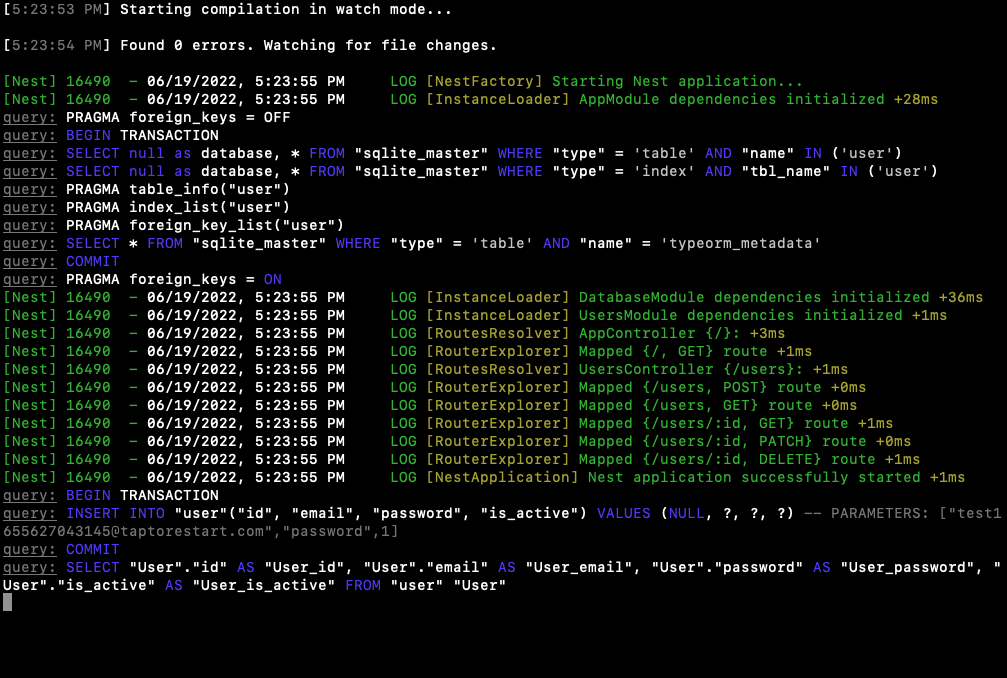 [5:23:53 PM] Starting compilation in watch mode...
[5:23:54 PM] Found 0 errors. Watching for file changes.
[Nest] 16490  - 06/19/2022, 5:23:55 PM     LOG [NestFactory] Starting Nest application...
[Nest] 16490  - 06/19/2022, 5:23:55 PM     LOG [InstanceLoader] AppModule dependencies initialized +28ms
query: PRAGMA foreign_keys = OFF
query: BEGIN TRANSACTION
query: SELECT null as database, * FROM "sqlite_master" WHERE "type" = 'table' AND "name" IN ('user')
query: SELECT null as database, * FROM "sqlite_master" WHERE "type" = 'index' AND "tbl_name" IN ('user')
query: PRAGMA table_info("user")
query: PRAGMA index_list("user")
query: PRAGMA foreign_key_list("user")
query: SELECT * FROM "sqlite_master" WHERE "type" = 'table' AND "name" = 'typeorm_metadata'
query: COMMIT
query: PRAGMA foreign_keys = ON
[Nest] 16490  - 06/19/2022, 5:23:55 PM     LOG [InstanceLoader] DatabaseModule dependencies initialized +36ms
[Nest] 16490  - 06/19/2022, 5:23:55 PM     LOG [InstanceLoader] UsersModule dependencies initialized +1ms
[Nest] 16490  - 06/19/2022, 5:23:55 PM     LOG [RoutesResolver] AppController {/}: +3ms
[Nest] 16490  - 06/19/2022, 5:23:55 PM     LOG [RouterExplorer] Mapped {/, GET} route +1ms
[Nest] 16490  - 06/19/2022, 5:23:55 PM     LOG [RoutesResolver] UsersController {/users}: +1ms
[Nest] 16490  - 06/19/2022, 5:23:55 PM     LOG [RouterExplorer] Mapped {/users, POST} route +0ms
[Nest] 16490  - 06/19/2022, 5:23:55 PM     LOG [RouterExplorer] Mapped {/users, GET} route +0ms
[Nest] 16490  - 06/19/2022, 5:23:55 PM     LOG [RouterExplorer] Mapped {/users/:id, GET} route +1ms
[Nest] 16490  - 06/19/2022, 5:23:55 PM     LOG [RouterExplorer] Mapped {/users/:id, PATCH} route +0ms
[Nest] 16490  - 06/19/2022, 5:23:55 PM     LOG [RouterExplorer] Mapped {/users/:id, DELETE} route +1ms
[Nest] 16490  - 06/19/2022, 5:23:55 PM     LOG [NestApplication] Nest application successfully started +1ms
query: BEGIN TRANSACTION
query: INSERT INTO "user"("id", "email", "password", "is_active") VALUES (NULL, ?, ?, ?) -- PARAMETERS: ["test1
655627043145@taptorestart.com","password",1]
query: COMMIT
query: SELECT "User"."id" AS "User_id", "User"."email" AS "User_email", "User"."password" AS "User_password", "
User"."is_active" AS "User_is_active" FROM "user" "User"